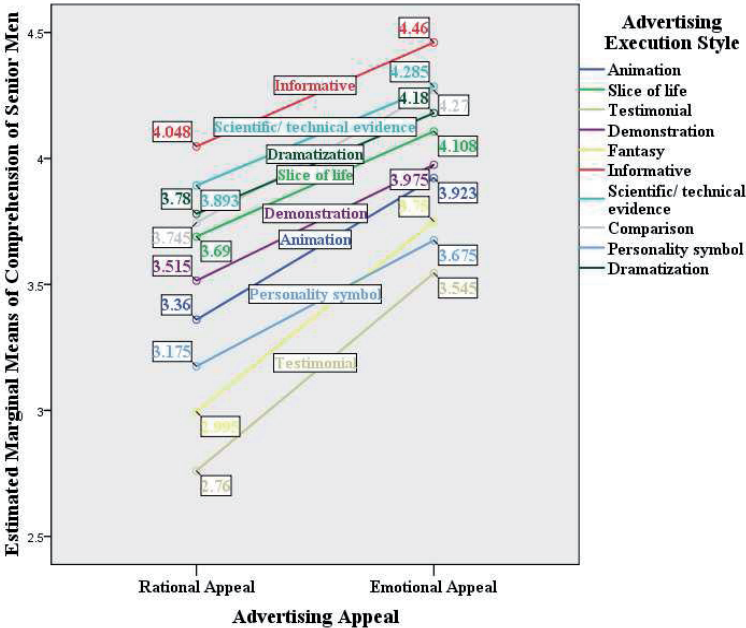 Estimated Marginal Means of Comprehension of Senior Men
4.5
4
3.5
3
2.5
4.46
4.285
4.18
4.27
Informative
4.048
Scientific/ technical evidence
Dramatization
4.108
Slice of life
3.78
3.893
3.975
3.923
Demonstration
3.745
3.69
Animation
3.515
3.675
3.36
Personality symbol
3.545
3.175
Testimonial
2.995
2.76
Rational Appeal
Emotional Appeal
Advertising Appeal
Advertising
Execution Style
Animation
Slice of life
Testimonial
Demonstration
Fantasy
Informative
Scientific/ technical
evidence
Comparison
Personality symbol
Dramatization